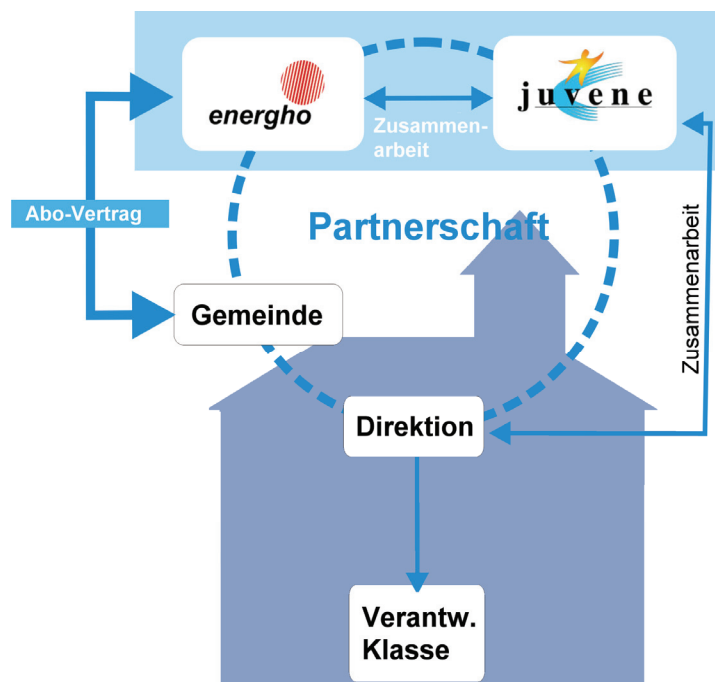 energho
juvene
Zusammen-
arbeit
Abo-Vertrag
Partnerschaft
Zusammenarbeit
Gemeinde
Direktion
Verantw.
Klasse